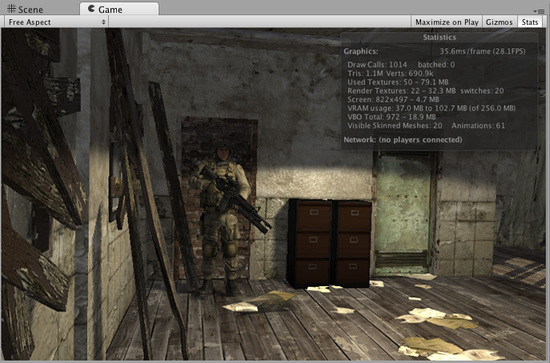 Scene Game
Free Aspect Maximize on Play Gizmos Stats
Statistics
Graphics: 35.6ms/frame (28.1FPS)
Draw Calls: 1014 batched: 0
Tris: 1.1M Verts: 690.9k
Used Textures: 50 - 79.1 MB
Render Textures: 22 - 32.3 MB switches: 20
Screen: 822x497 - 4.7 MB
VRAM usage: 37.0 MB to 102.7 MB (of 256.0 MB)
VBO Total: 972 - 18.9 MB
Visible Skinned Meshes: 20 Animations: 61
Network: (no players connected)